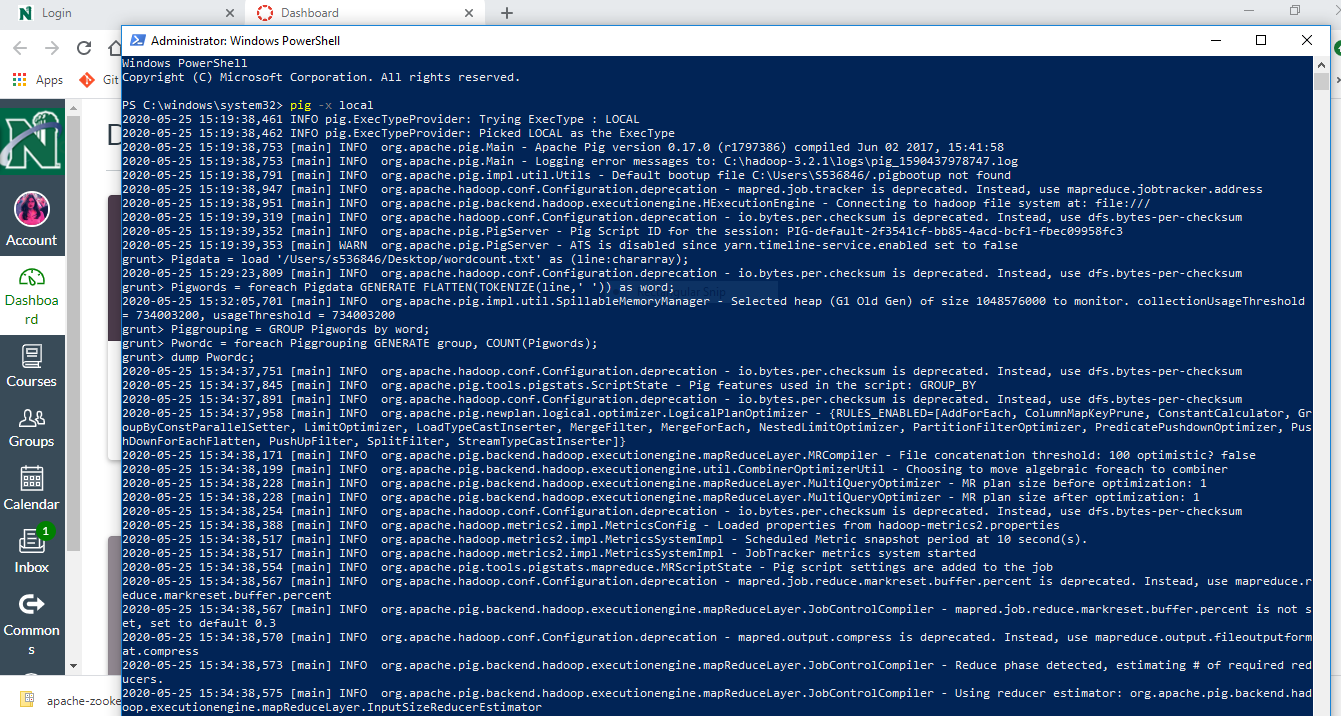 Login
Dashboard
Administrator: Windows PowerShell
Apps
Git
Windows PowerShell
Copyright (C) Microsoft Corporation. All rights reserved.
PS C:\windows\system32> pig -x local
2020-05-25 15:19:38,461 INFO pig.ExecTypeProvider: Trying ExecType : LOCAL
2020-05-25 15:19:38,462 INFO pig.ExecTypeProvider: Picked LOCAL as the ExecType
2020-05-25 15:19:38,753 [main] INFO  org.apache.pig.Main - Apache Pig version 0.17.0 (r1797386) compiled Jun 02 2017, 15:41:58
2020-05-25 15:19:38,753 [main] INFO  org.apache.pig.Main - Logging error messages to: C:\hadoop-3.2.1\logs\pig_1590437978747.log
2020-05-25 15:19:38,791 [main] INFO  org.apache.pig.impl.util.Utils - Default bootup file C:\Users\S536846/.pigbootup not found
2020-05-25 15:19:38,947 [main] INFO  org.apache.hadoop.conf.Configuration.deprecation - mapred.job.tracker is deprecated. Instead, use mapreduce.jobtracker.address
2020-05-25 15:19:38,951 [main] INFO  org.apache.pig.backend.hadoop.executionengine.HExecutionEngine - Connecting to hadoop file system at: file:///
2020-05-25 15:19:39,319 [main] INFO  org.apache.hadoop.conf.Configuration.deprecation - io.bytes.per.checksum is deprecated. Instead, use dfs.bytes-per-checksum
2020-05-25 15:19:39,352 [main] INFO  org.apache.pig.PigServer - Pig Script ID for the session: PIG-default-2f3541cf-bb85-4acd-bcf1-fbec09958fc3
2020-05-25 15:19:39,353 [main] WARN  org.apache.pig.PigServer - ATS is disabled since yarn.timeline-service.enabled set to false
grunt> Pigdata = load '/Users/s536846/Desktop/wordcount.txt' as (line:chararray);
2020-05-25 15:29:23,809 [main] INFO  org.apache.hadoop.conf.Configuration.deprecation - io.bytes.per.checksum is deprecated. Instead, use dfs.bytes-per-checksum
grunt> Pigwords = foreach Pigdata GENERATE FLATTEN(TOKENIZE(line,' ')) as word;
2020-05-25 15:32:05,701 [main] INFO  org.apache.pig.impl.util.SpillableMemoryManager - Selected heap (G1 Old Gen) of size 1048576000 to monitor. collectionUsageThreshold
= 734003200, usageThreshold = 734003200
grunt> Piggrouping = GROUP Pigwords by word;
grunt> Pwordc = foreach Piggrouping GENERATE group, COUNT(Pigwords);
grunt> dump Pwordc;
2020-05-25 15:34:37,751 [main] INFO  org.apache.hadoop.conf.Configuration.deprecation - io.bytes.per.checksum is deprecated. Instead, use dfs.bytes-per-checksum
2020-05-25 15:34:37,845 [main] INFO  org.apache.pig.tools.pigstats.ScriptState - Pig features used in the script: GROUP_BY
2020-05-25 15:34:37,891 [main] INFO  org.apache.hadoop.conf.Configuration.deprecation - io.bytes.per.checksum is deprecated. Instead, use dfs.bytes-per-checksum
2020-05-25 15:34:37,958 [main] INFO  org.apache.pig.newplan.logical.optimizer.LogicalPlanOptimizer - {RULES_ENABLED=[AddForEach, ColumnMapKeyPrune, ConstantCalculator, Gr
oupByConstParallelSetter, LimitOptimizer, LoadTypeCastInserter, MergeFilter, MergeForEach, NestedLimitOptimizer, PartitionFilterOptimizer, PredicatePushdownOptimizer, Pus
hDownForEachFlatten, PushUpFilter, SplitFilter, StreamTypeCastInserter]}
2020-05-25 15:34:38,171 [main] INFO  org.apache.pig.backend.hadoop.executionengine.mapReduceLayer.MRCompiler - File concatenation threshold: 100 optimistic? false
2020-05-25 15:34:38,199 [main] INFO  org.apache.pig.backend.hadoop.executionengine.util.CombinerOptimizerUtil - Choosing to move algebraic foreach to combiner
2020-05-25 15:34:38,228 [main] INFO  org.apache.pig.backend.hadoop.executionengine.mapReduceLayer.MultiQueryOptimizer - MR plan size before optimization: 1
2020-05-25 15:34:38,228 [main] INFO  org.apache.pig.backend.hadoop.executionengine.mapReduceLayer.MultiQueryOptimizer - MR plan size after optimization: 1
2020-05-25 15:34:38,254 [main] INFO  org.apache.hadoop.conf.Configuration.deprecation - io.bytes.per.checksum is deprecated. Instead, use dfs.bytes-per-checksum
2020-05-25 15:34:38,388 [main] INFO  org.apache.hadoop.metrics2.impl.MetricsConfig - Loaded properties from hadoop-metrics2.properties
2020-05-25 15:34:38,517 [main] INFO  org.apache.hadoop.metrics2.impl.MetricsSystemImpl - Scheduled Metric snapshot period at 10 second(s).
2020-05-25 15:34:38,517 [main] INFO  org.apache.hadoop.metrics2.impl.MetricsSystemImpl - JobTracker metrics system started
2020-05-25 15:34:38,554 [main] INFO  org.apache.pig.tools.pigstats.mapreduce.MRScriptState - Pig script settings are added to the job
2020-05-25 15:34:38,567 [main] INFO  org.apache.hadoop.conf.Configuration.deprecation - mapred.job.reduce.markreset.buffer.percent is deprecated. Instead, use mapreduce.r
educe.markreset.buffer.percent
2020-05-25 15:34:38,567 [main] INFO  org.apache.pig.backend.hadoop.executionengine.mapReduceLayer.JobControlCompiler - mapred.job.reduce.markreset.buffer.percent is not s
et, set to default 0.3
2020-05-25 15:34:38,570 [main] INFO  org.apache.hadoop.conf.Configuration.deprecation - mapred.output.compress is deprecated. Instead, use mapreduce.output.fileoutputform
at.compress
2020-05-25 15:34:38,573 [main] INFO  org.apache.pig.backend.hadoop.executionengine.mapReduceLayer.JobControlCompiler - Reduce phase detected, estimating # of required red
ucers.
2020-05-25 15:34:38,575 [main] INFO  org.apache.pig.backend.hadoop.executionengine.mapReduceLayer.JobControlCompiler - Using reducer estimator: org.apache.pig.backend.had
oop.executionengine.mapReduceLayer.InputSizeReducerEstimator
N
Account
Dashboa
rd
Courses
Groups
Calendar
1
Inbox
Common
s
D
apache-zooke